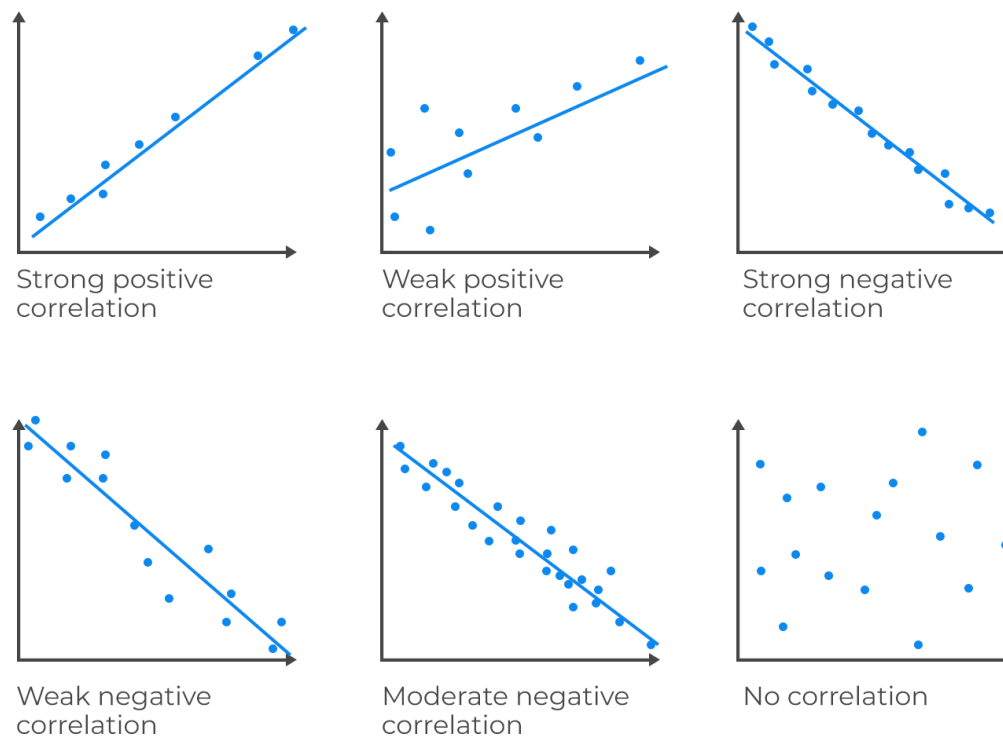 Strong positive
correlation
Weak positive
correlation
Strong negative
correlation
Weak negative
correlation
Moderate negative
correlation
No correlation